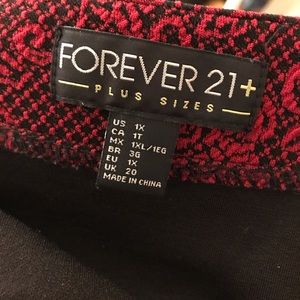 FOREVER 21+
PLUS SIZES
US 1X
CA 1T
MX 1XL/1EG
BR 3G
EU 1X
UK 20
MADE IN CHINA